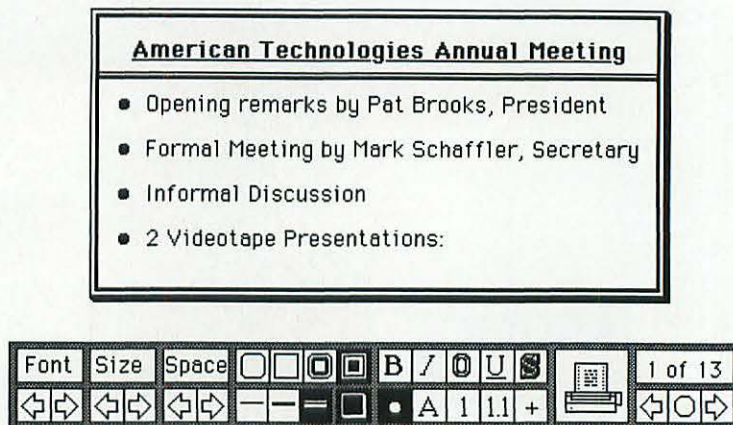 American Technologies Annual Meeting
• Opening remarks by Pat Brooks, President
• Formal Meeting by Mark Schaffler, Secretary
• Informal Discussion
• 2 Videotape Presentations:
Font Size Space B I O U S 1 of 13
A 1 1.1 +